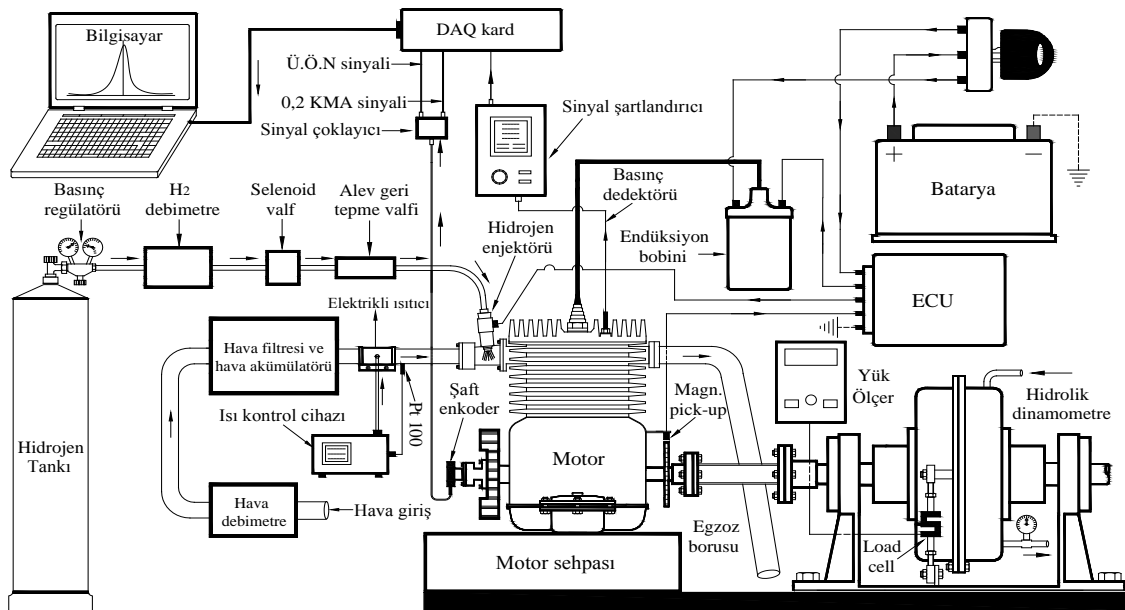 Bilgisayar
DAQ kard
Ü.Ö.N sinyali
0,2 KMA sinyali
Sinyal çoklayıcı
Sinyal şartlandırıcı
Basınç
regülatörü
H2
debimetre
Selenoid
valf
Alev geri
tepme valfi
Hidrojen
enjektörü
Basınç
dedektörü
Endüksiyon
bobini
+
−
Batarya
ECU
Elektrikli ısıtıcı
Hava filtresi ve
hava akümülatörü
Pt 100
Isı kontrol cihazı
Şaft
enkoder
Magn.
pick-up
Yük
Ölçer
Hidrolik
dinamometre
Hidrojen
Tankı
Motor
Hava
debimetre
Hava giriş
Egzoz
borusu
Load
cell
Motor sehpası